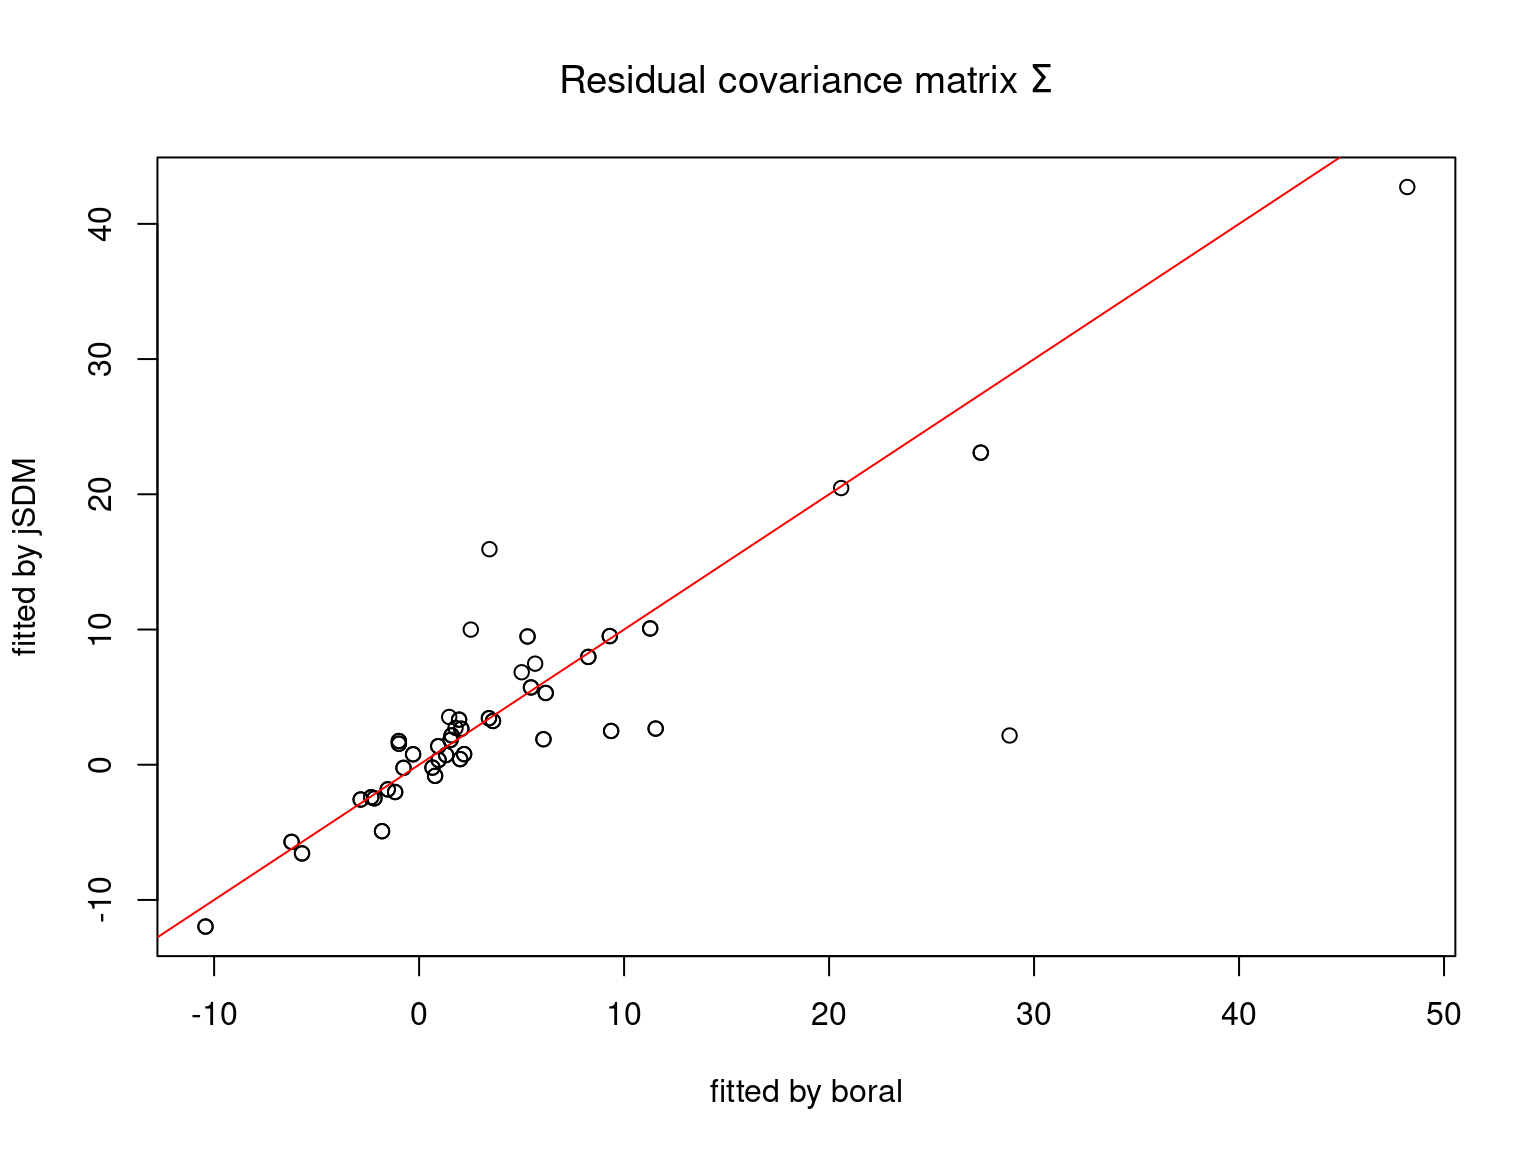 Residual covariance matrix Σ
fitted by jSDM
40
30
20
10
0
-10
-10 0 10 20 30 40 50
fitted by boral